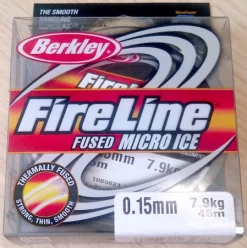 THE SMOOTH
Berkley
FIRELINE
FUSED MICRO ICE
0.15mm 7.9kg
45m
THERMALLY FUSED
STRONG, THIN, SMOOTH